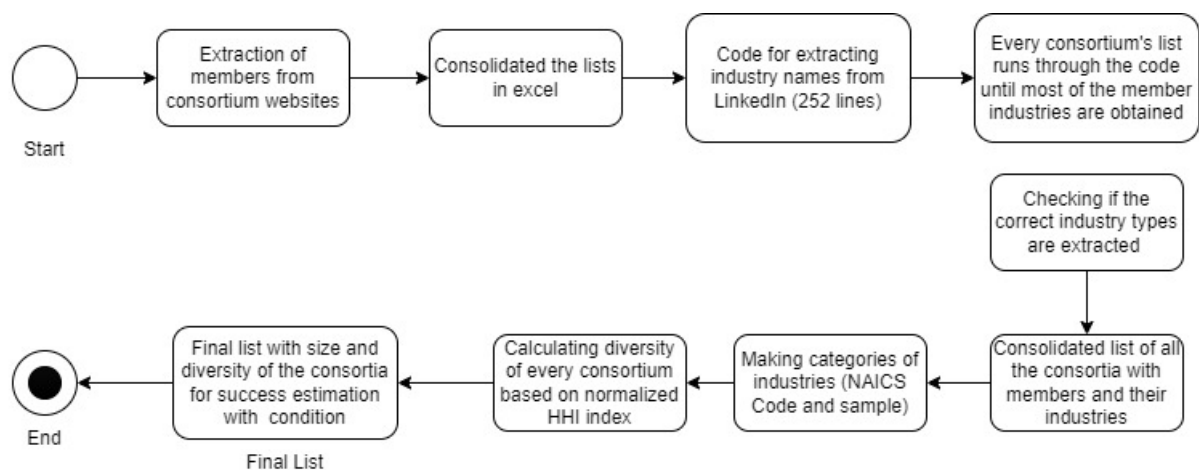 Extraction of
members from
consortium websites
Consolidated the lists
in excel
Code for extracting
industry names from
LinkedIn (252 lines)
Every consortium's list
runs through the code
until most of the member
industries are obtained
Start
Checking if the
correct industry types
are extracted
Consolidated list of all
the consortia with
members and their
industries
Making categories of
industries (NAICS
Code and sample)
Calculating diversity
of every consortium
based on normalized
HHI index
Final list with size and
diversity of the consortia
for success estimation
with condition
End
Final List